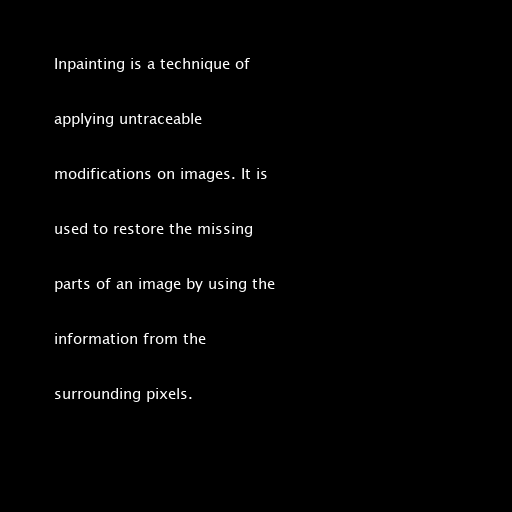 Inpainting is a technique of
applying untraceable
modifications on images. It is
used to restore the missing
parts of an image by using the
information from the
surrounding pixels.